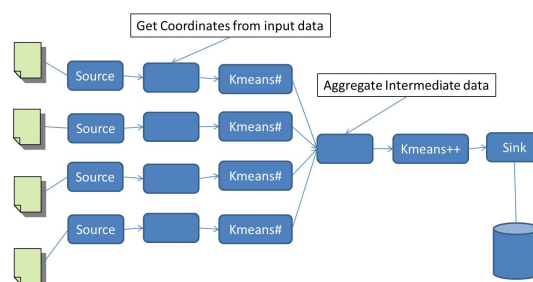 Get Coordinates from input data
Source
Kmeans#
Aggregate Intermediate data
Source
Kmeans#
Kmeans++
Sink
Source
Kmeans#
Source
Kmeans#